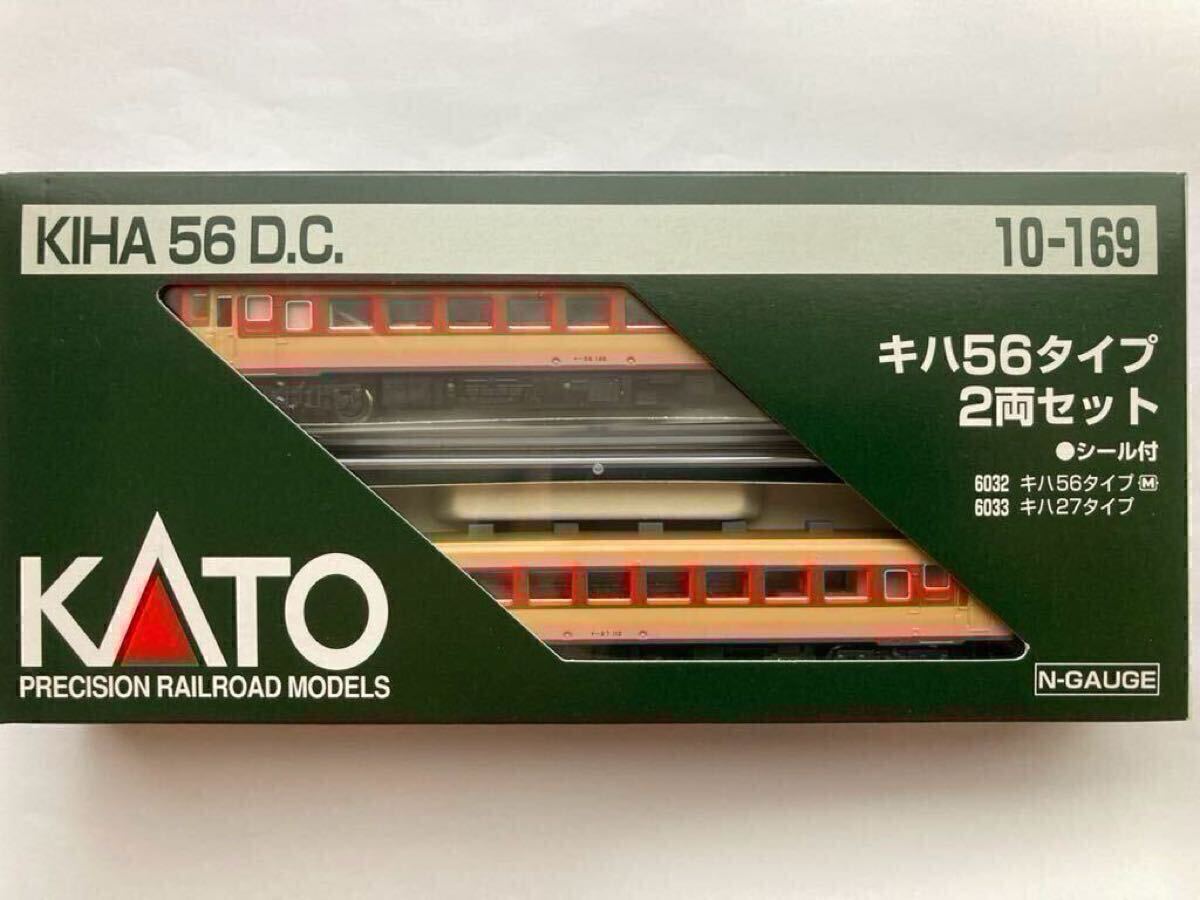 KIHA 56 D.C.
10-169
キハ56タイプ
2両セット
●シール付
6032 キハ56タイプ M
6033 キハ27タイプ
KATO
PRECISION RAILROAD MODELS
N-GAUGE